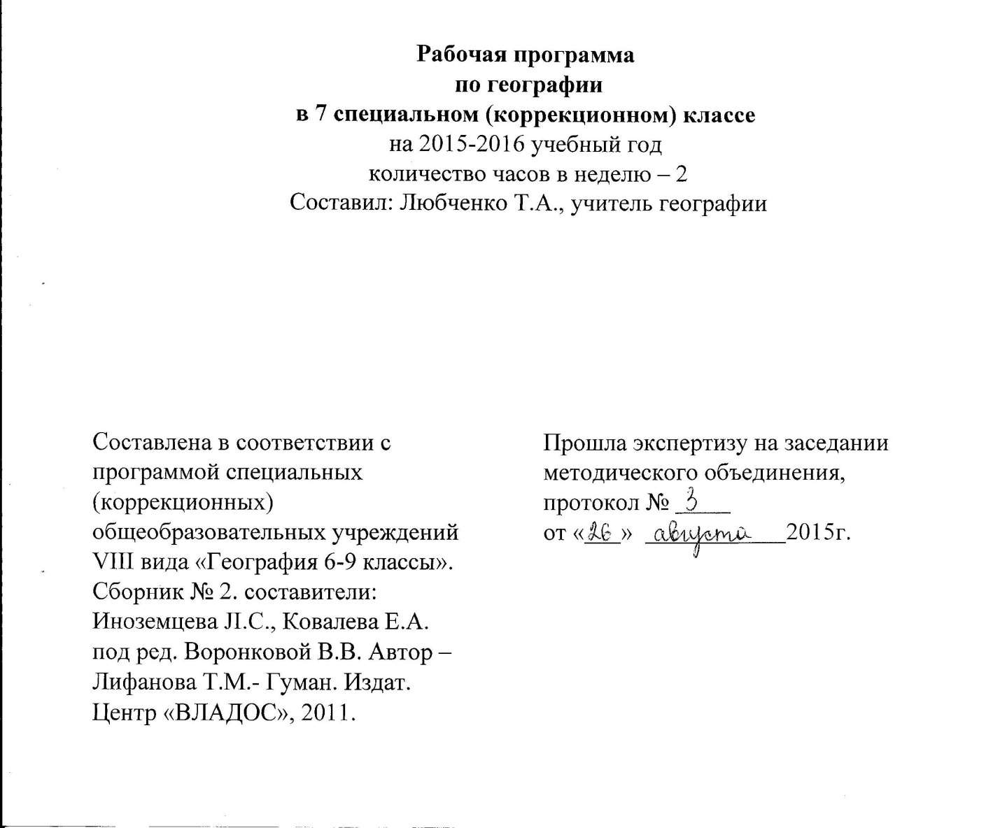 Рабочая программа
по географии
в 7 специальном (коррекционном) классе
на 2015-2016 учебный год
количество часов в неделю – 2
Составил: Любченко Т.А., учитель географии
Составлена в соответствии с
программой специальных
(коррекционных)
общеобразовательных учреждений
VIII вида «География 6-9 классы».
Сборник № 2. составители:
Иноземцева Л.С., Ковалева Е.А.
под ред. Воронковой В.В. Автор –
Лифанова Т.М.- Гуман. Издат.
Центр «ВЛАДОС», 2011.
Прошла экспертизу на заседании
методического объединения,
протокол № 3
от «26» августа 2015г.